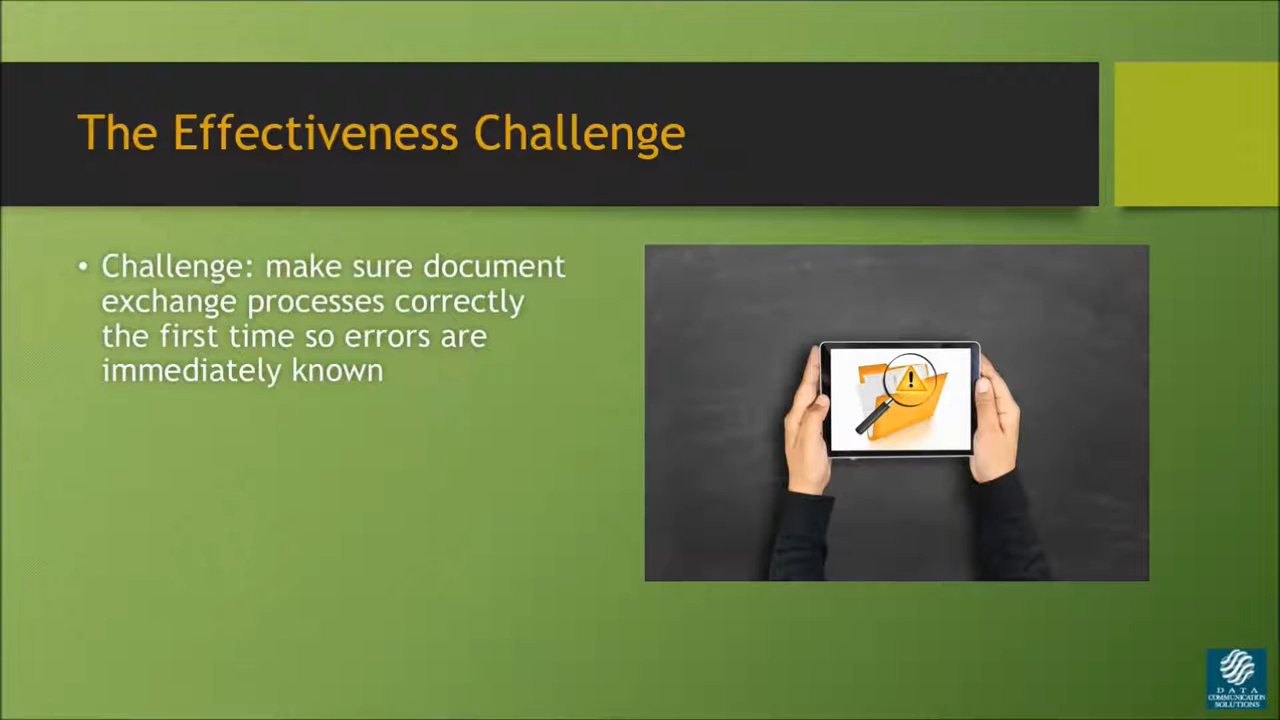 The Effectiveness Challenge
• Challenge: make sure document
exchange processes correctly
the first time so errors are
immediately known
DATA
COMMUNICATION
SOLUTIONS